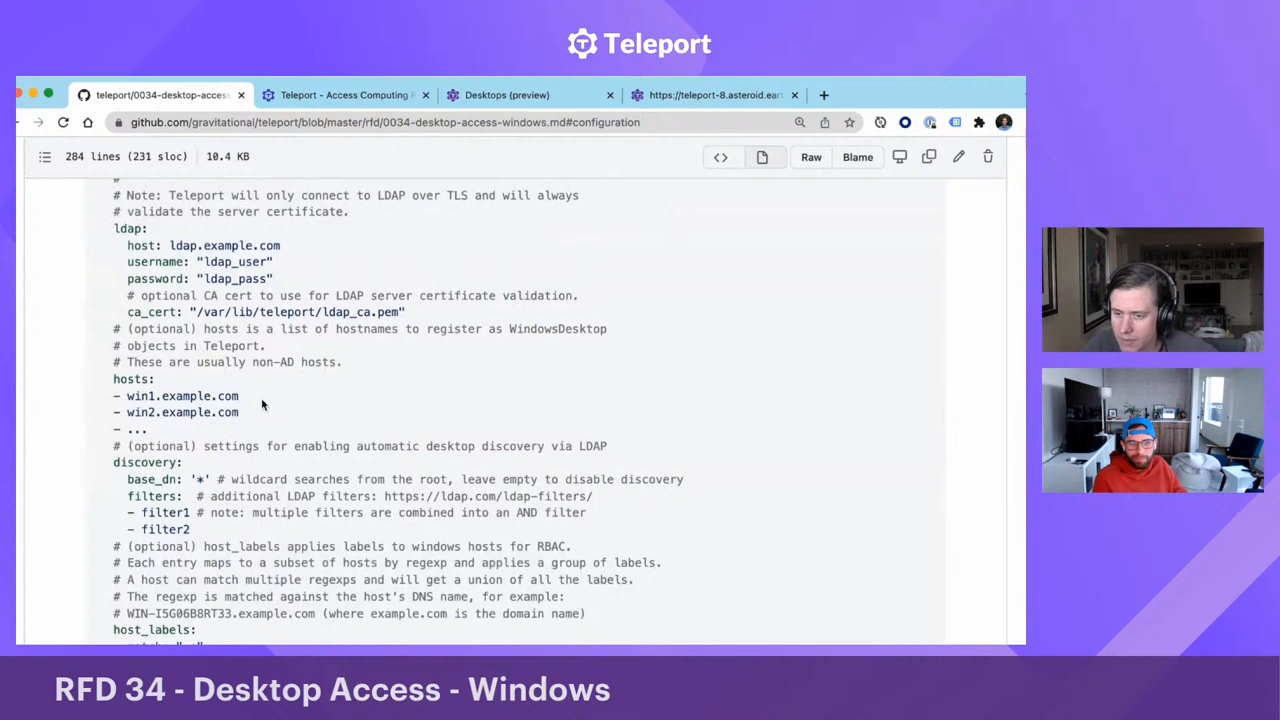 Teleport
teleport/0034-desktop-access
Teleport - Access Computing
Desktops (preview)
https://teleport-8.asteroid.eart
github.com/gravitational/teleport/blob/master/rfd/0034-desktop-access-windows.md#configuration
284 lines (231 sloc) 10.4 KB
Raw
Blame
#
# Note: Teleport will only connect to LDAP over TLS and will always
# validate the server certificate.
ldap:
host: ldap.example.com
username: "ldap_user"
password: "ldap_pass"
# optional CA cert to use for LDAP server certificate validation.
ca_cert: "/var/lib/teleport/ldap_ca.pem"
# (optional) hosts is a list of hostnames to register as WindowsDesktop
# objects in Teleport.
# These are usually non-AD hosts.
hosts:
- win1.example.com
- win2.example.com
- ...
# (optional) settings for enabling automatic desktop discovery via LDAP
discovery:
base_dn: '*' # wildcard searches from the root, leave empty to disable discovery
filters: # additional LDAP filters: https://ldap.com/ldap-filters/
- filter1 # note: multiple filters are combined into an AND filter
- filter2
# (optional) host_labels applies labels to windows hosts for RBAC.
# Each entry maps to a subset of hosts by regexp and applies a group of labels.
# A host can match multiple regexps and will get a union of all the labels.
# The regexp is matched against the host's DNS name, for example:
# WIN-I5G06B8RT33.example.com (where example.com is the domain name)
host_labels:
RFD 34 - Desktop Access - Windows